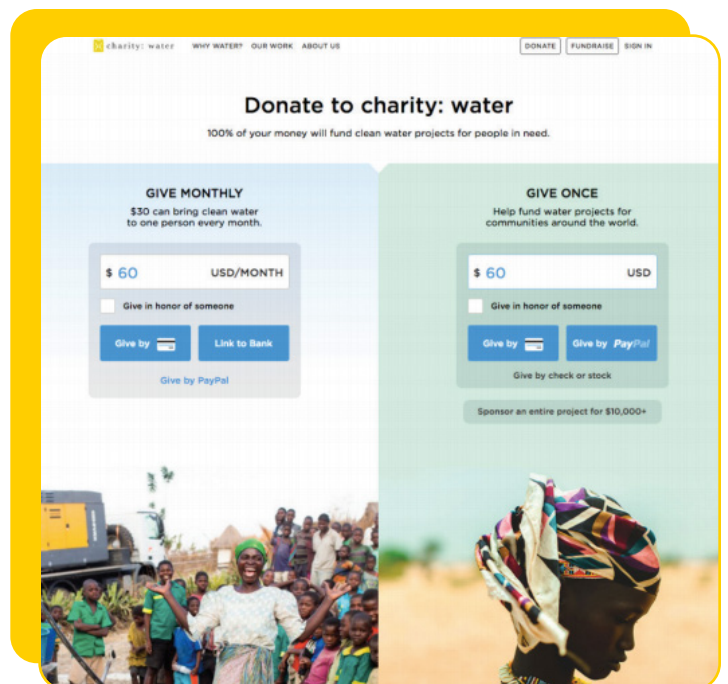 charity: water WHY WATER? OUR WORK ABOUT US DONATE FUNDRAISE SIGN IN
Donate to charity: water
100% of your money will fund clean water projects for people in need.
GIVE MONTHLY
$30 can bring clean water
to one person every month.
$ 60 USD/MONTH
Give in honor of someone
Give by Link to Bank
Give by PayPal
GIVE ONCE
Help fund water projects for
communities around the world.
$ 60 USD
Give in honor of someone
Give by Give by PayPal
Give by check or stock
Sponsor an entire project for $10,000+